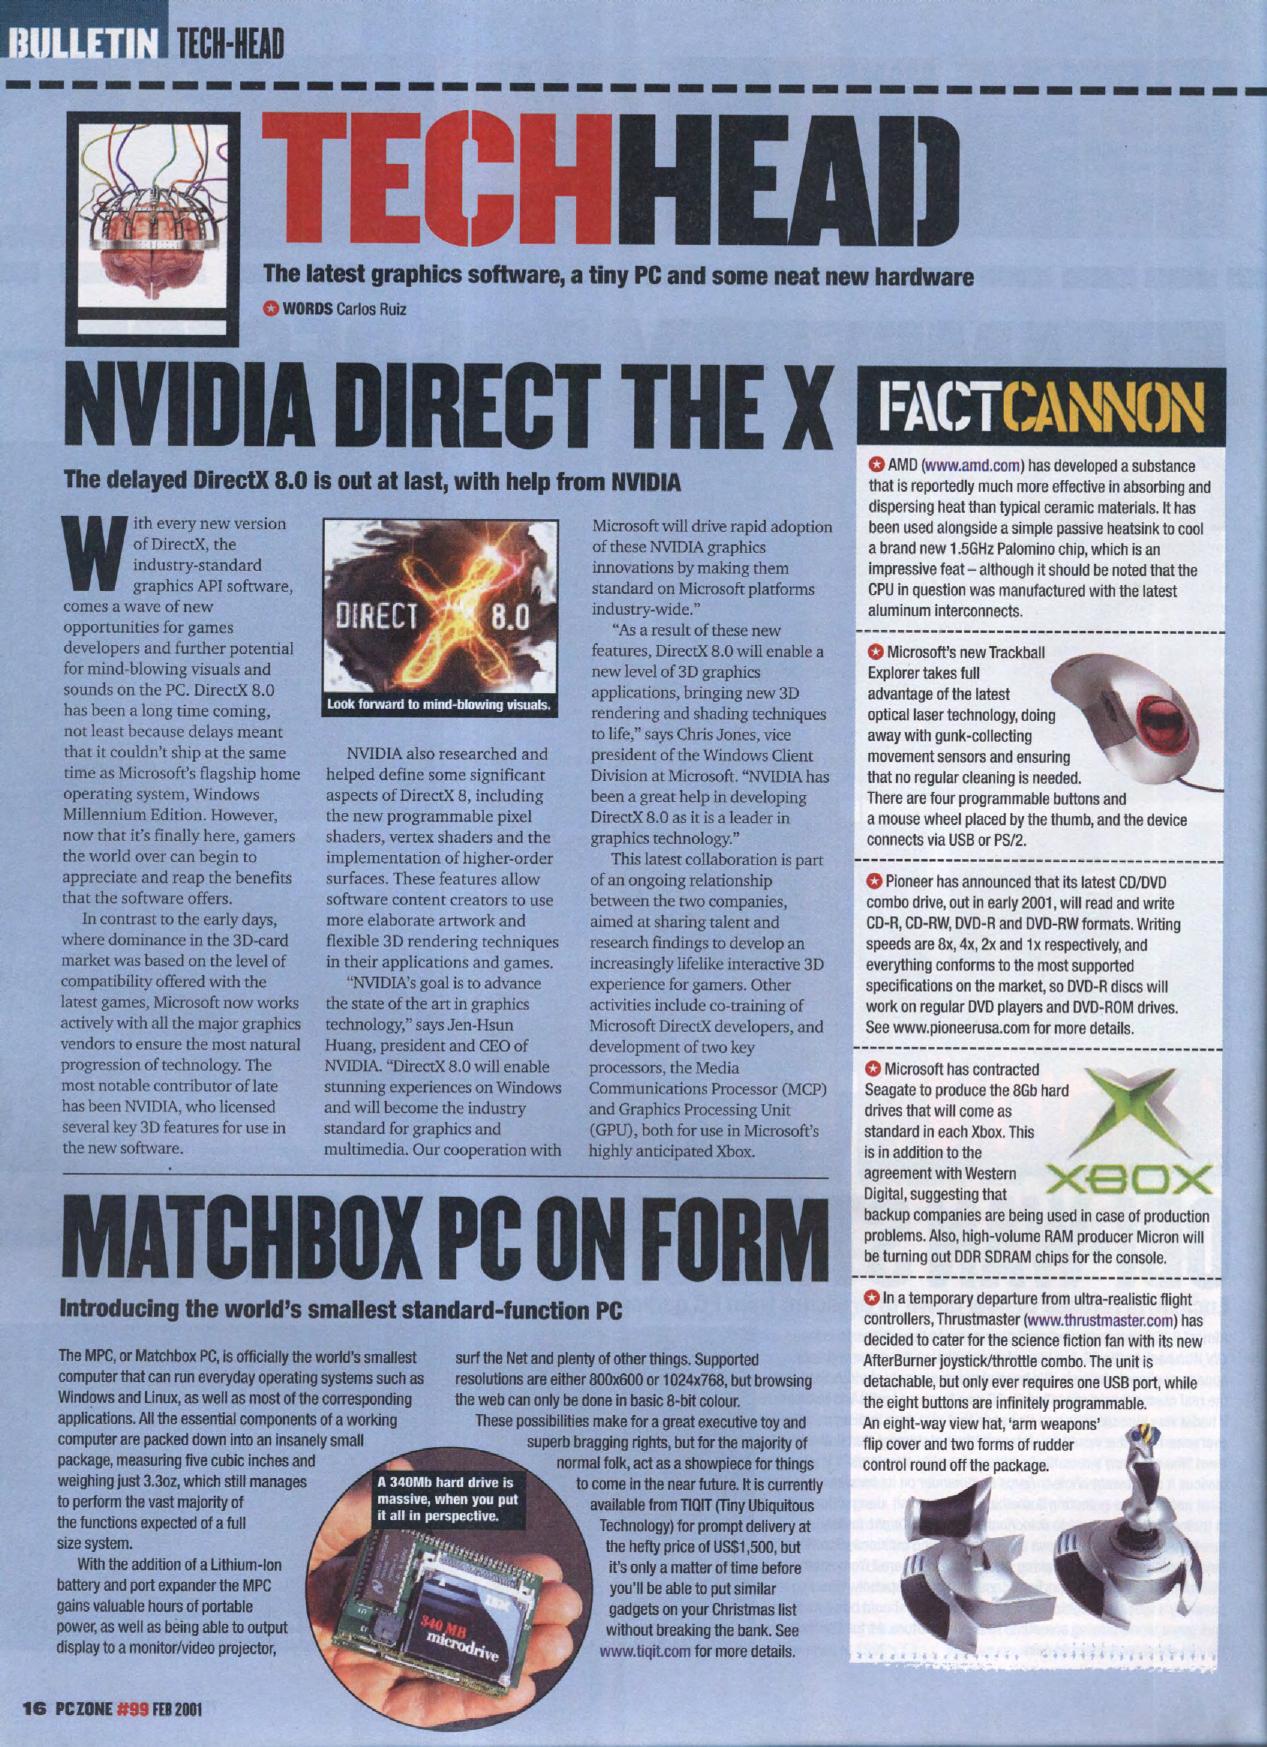 BULLETIN TECH-HEAD
TECHHEAD
The latest graphics software, a tiny PC and some neat new hardware
WORDS Carlos Ruiz
NVIDIA DIRECT THE X
The delayed DirectX 8.0 is out at last, with help from NVIDIA
With every new version
of DirectX, the
industry-standard
graphics API software,
comes a wave of new
opportunities for games
developers and further potential
for mind-blowing visuals and
sounds on the PC. DirectX 8.0
has been a long time coming,
not least because delays meant
that it couldn't ship at the same
time as Microsoft's flagship home
operating system, Windows
Millennium Edition. However,
now that it's finally here, gamers
the world over can begin to
appreciate and reap the benefits
that the software offers.
In contrast to the early days,
where dominance in the 3D-card
market was based on the level of
compatibility offered with the
latest games, Microsoft now works
actively with all the major graphics
vendors to ensure the most natural
progression of technology. The
most notable contributor of late
has been NVIDIA, who licensed
several key 3D features for use in
the new software.
DIRECT X 8.0
Look forward to mind-blowing visuals.
NVIDIA also researched and
helped define some significant
aspects of DirectX 8, including
the new programmable pixel
shaders, vertex shaders and the
implementation of higher-order
surfaces. These features allow
software content creators to use
more elaborate artwork and
flexible 3D rendering techniques
in their applications and games.
"NVIDIA's goal is to advance
the state of the art in graphics
technology," says Jen-Hsun
Huang, president and CEO of
NVIDIA. "DirectX 8.0 will enable
stunning experiences on Windows
and will become the industry
standard for graphics and
multimedia. Our cooperation with
Microsoft will drive rapid adoption
of these NVIDIA graphics
innovations by making them
standard on Microsoft platforms
industry-wide."
"As a result of these new
features, DirectX 8.0 will enable a
new level of 3D graphics
applications, bringing new 3D
rendering and shading techniques
to life," says Chris Jones, vice
president of the Windows Client
Division at Microsoft. "NVIDIA has
been a great help in developing
DirectX 8.0 as it is a leader in
graphics technology."
This latest collaboration is part
of an ongoing relationship
between the two companies,
aimed at sharing talent and
research findings to develop an
increasingly lifelike interactive 3D
experience for gamers. Other
activities include co-training of
Microsoft DirectX developers, and
development of two key
processors, the Media
Communications Processor (MCP)
and Graphics Processing Unit
(GPU), both for use in Microsoft's
highly anticipated Xbox.
MATCHBOX PC ON FORM
Introducing the world's smallest standard-function PC
The MPC, or Matchbox PC, is officially the world's smallest
computer that can run everyday operating systems such as
Windows and Linux, as well as most of the corresponding
applications. All the essential components of a working
computer are packed down into an insanely small
package, measuring five cubic inches and
weighing just 3.3oz, which still manages
to perform the vast majority of
the functions expected of a full
size system.
With the addition of a Lithium-Ion
battery and port expander the MPC
gains valuable hours of portable
power, as well as being able to output
display to a monitor/video projector,
surf the Net and plenty of other things. Supported
resolutions are either 800x600 or 1024x768, but browsing
the web can only be done in basic 8-bit colour.
These possibilities make for a great executive toy and
superb bragging rights, but for the majority of
normal folk, act as a showpiece for things
to come in the near future. It is currently
available from TIQIT (Tiny Ubiquitous
Technology) for prompt delivery at
the hefty price of US$1,500, but
it's only a matter of time before
you'll be able to put similar
gadgets on your Christmas list
without breaking the bank. See
www.tiqit.com for more details.
A 340Mb hard drive is
massive, when you put
it all in perspective.
IBM
340 MB
microdrive
FACTCANNON
AMD (www.amd.com) has developed a substance
that is reportedly much more effective in absorbing and
dispersing heat than typical ceramic materials. It has
been used alongside a simple passive heatsink to cool
a brand new 1.5GHz Palomino chip, which is an
impressive feat – although it should be noted that the
CPU in question was manufactured with the latest
aluminum interconnects.
Microsoft's new Trackball
Explorer takes full
advantage of the latest
optical laser technology, doing
away with gunk-collecting
movement sensors and ensuring
that no regular cleaning is needed.
There are four programmable buttons and
a mouse wheel placed by the thumb, and the device
connects via USB or PS/2.
Pioneer has announced that its latest CD/DVD
combo drive, out in early 2001, will read and write
CD-R, CD-RW, DVD-R and DVD-RW formats. Writing
speeds are 8x, 4x, 2x and 1x respectively, and
everything conforms to the most supported
specifications on the market, so DVD-R discs will
work on regular DVD players and DVD-ROM drives.
See www.pioneerusa.com for more details.
Microsoft has contracted
Seagate to produce the 8Gb hard
drives that will come as
standard in each Xbox. This
is in addition to the
agreement with Western
Digital, suggesting that
backup companies are being used in case of production
problems. Also, high-volume RAM producer Micron will
be turning out DDR SDRAM chips for the console.
XBOX
In a temporary departure from ultra-realistic flight
controllers, Thrustmaster (www.thrustmaster.com) has
decided to cater for the science fiction fan with its new
AfterBurner joystick/throttle combo. The unit is
detachable, but only ever requires one USB port, while
the eight buttons are infinitely programmable.
An eight-way view hat, 'arm weapons'
flip cover and two forms of rudder
control round off the package.
16 PC ZONE #99 FEB 2001